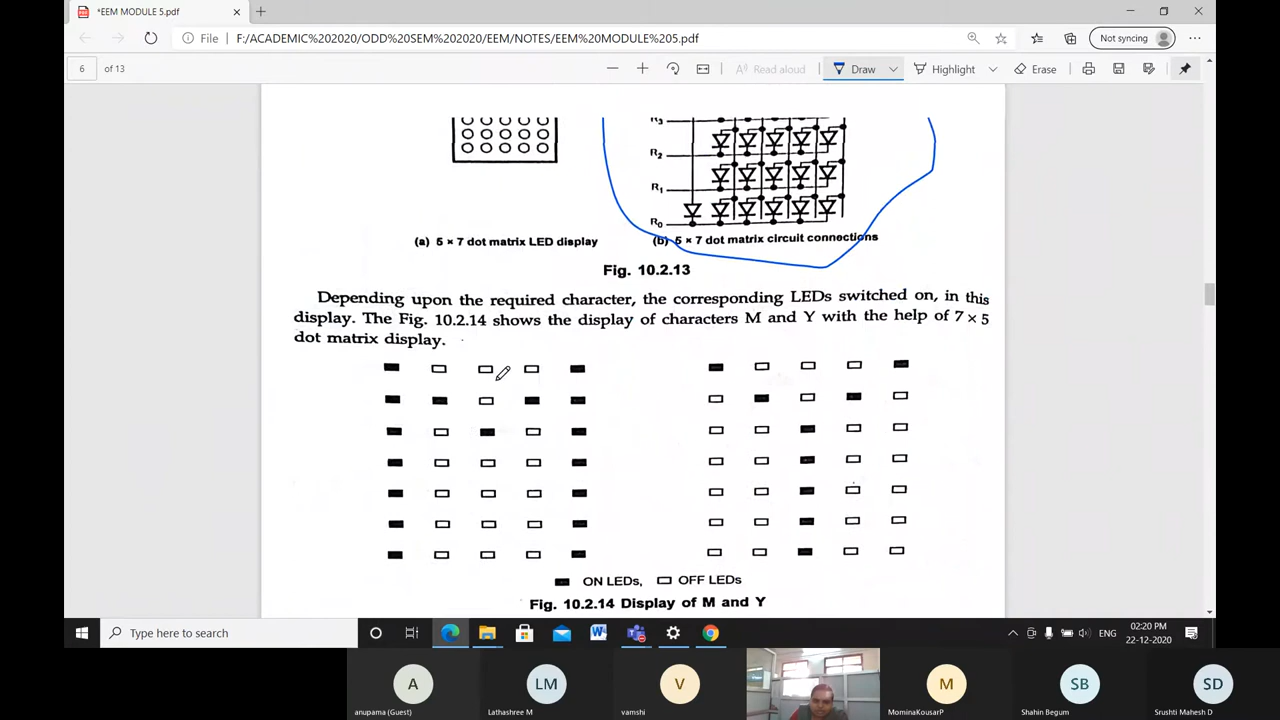 *EEM MODULE 5.pdf
File F:/ACADEMIC%202020/ODD%20SEM%202020/EEM/NOTES/EEM%20MODULE%205.pdf
Not syncing
6 of 13
Read aloud
Draw
Highlight
Erase
R3
R2
R1
R0
(a) 5 × 7 dot matrix LED display
(b) 5 × 7 dot matrix circuit connections
Fig. 10.2.13
Depending upon the required character, the corresponding LEDs switched on, in this
display. The Fig. 10.2.14 shows the display of characters M and Y with the help of 7 × 5
dot matrix display.
ON LEDs, OFF LEDs
Fig. 10.2.14 Display of M and Y
Type here to search
ENG
02:20 PM
22-12-2020
A
anupama (Guest)
LM
Lathashree M
V
vamshi
M
MominaKousarP
SB
Shahin Begum
SD
Srushti Mahesh D